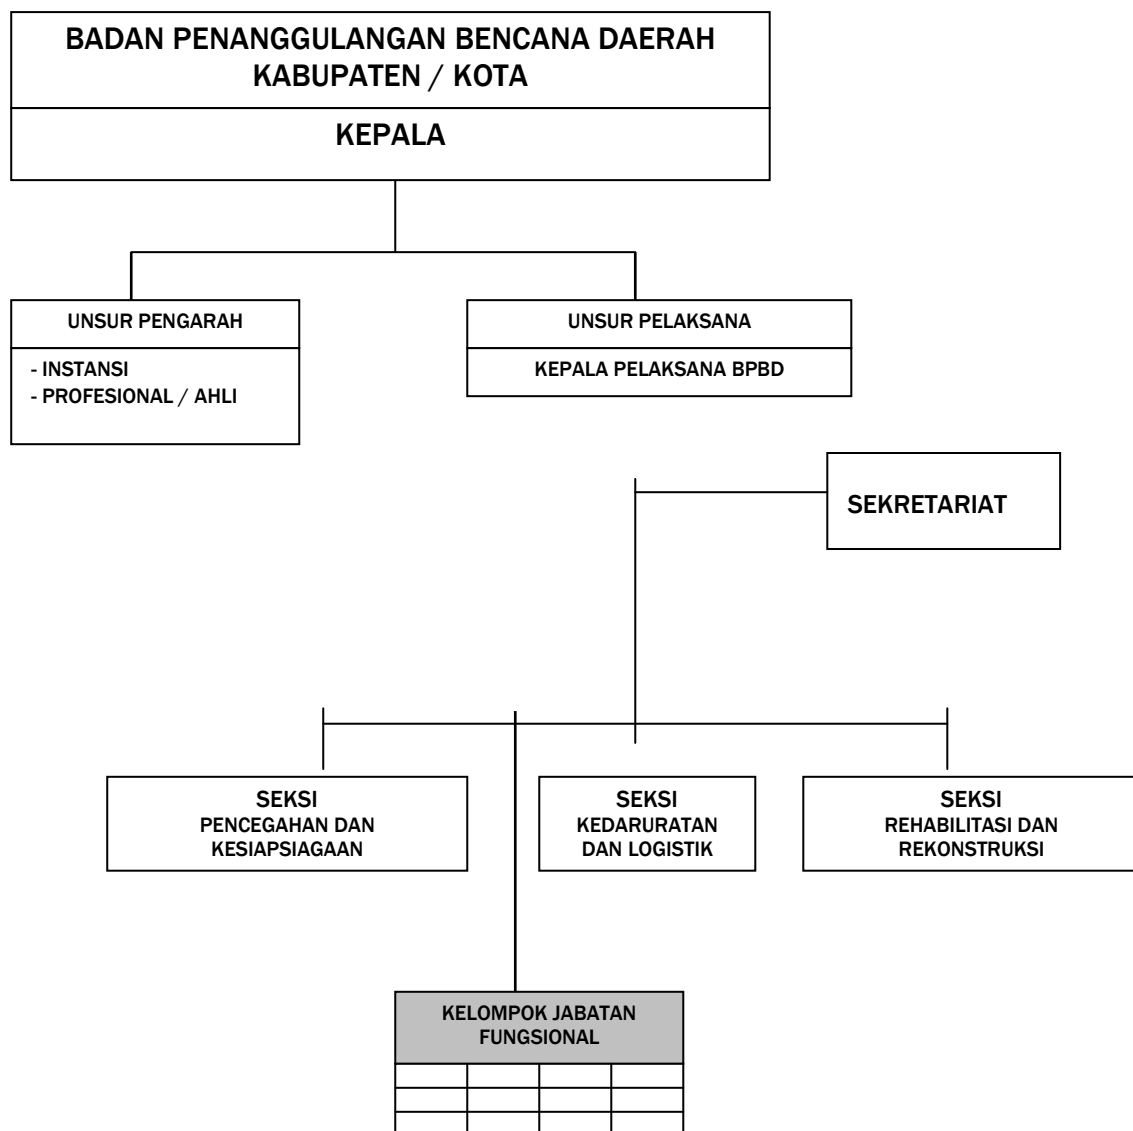 BADAN PENANGGULANGAN BENCANA DAERAH
KABUPATEN / KOTA
KEPALA
UNSUR PENGARAH
- INSTANSI
- PROFESIONAL / AHLI
UNSUR PELAKSANA
KEPALA PELAKSANA BPBD
SEKRETARIAT
SEKSI
PENCEGAHAN DAN
KESIAPSIAGAAN
SEKSI
KEDARURATAN
DAN LOGISTIK
SEKSI
REHABILITASI DAN
REKONSTRUKSI
KELOMPOK JABATAN
FUNGSIONAL